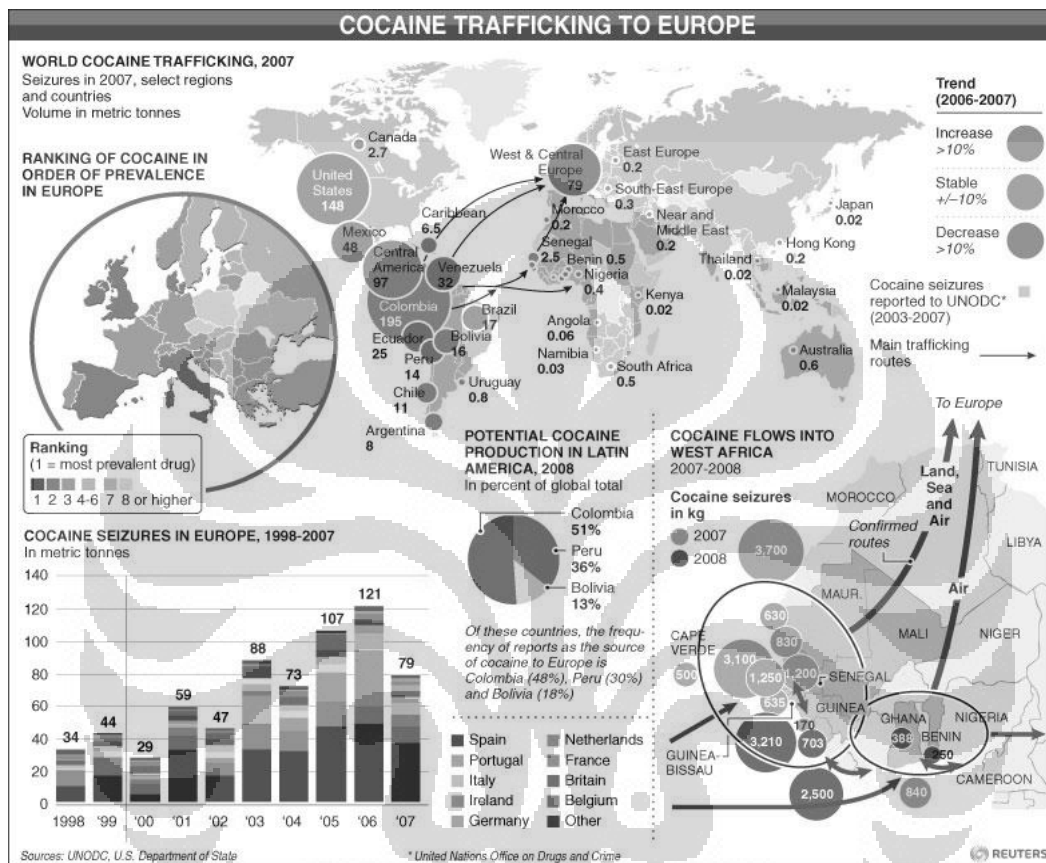 COCAINE TRAFFICKING TO EUROPE
WORLD COCAINE TRAFFICKING, 2007
Seizures in 2007, select regions
and countries
Volume in metric tonnes
Canada
2.7
United
States
148
Mexico
48
Caribbean
6.5
Central
America
97
Venezuela
32
Colombia
195
Brazil
17
Ecuador
25
Bolivia
16
Peru
14
Chile
11
Uruguay
0.8
Argentina
8
West & Central
Europe
79
East Europe
0.2
South-East Europe
0.3
Morocco
0.2
Near and
Middle East
0.2
Senegal
2.5
Benin 0.5
Nigeria
0.4
Kenya
0.02
Angola
0.06
Namibia
0.03
South Africa
0.5
Japan
0.02
Hong Kong
0.2
Thailand
0.02
Malaysia
0.02
Australia
0.6
Trend
(2006-2007)
Increase
>10%
Stable
+/–10%
Decrease
>10%
Cocaine seizures
reported to UNODC*
(2003-2007)
Main trafficking
routes
RANKING OF COCAINE IN
ORDER OF PREVALENCE
IN EUROPE
Ranking
(1 = most prevalent drug)
1 2 3 4-6 7 8 or higher
COCAINE SEIZURES IN EUROPE, 1998-2007
In metric tonnes
140
120
100
80
60
40
20
0
34
44
29
59
47
88
73
107
121
79
1998 '99 '00 '01 '02 '03 '04 '05 '06 '07
Spain
Portugal
Italy
Ireland
Germany
Netherlands
France
Britain
Belgium
Other
POTENTIAL COCAINE
PRODUCTION IN LATIN
AMERICA, 2008
In percent of global total
Colombia
51%
Peru
36%
Bolivia
13%
Of these countries, the frequ-
ency of reports as the source
of cocaine to Europe is
Colombia (48%), Peru (30%)
and Bolivia (18%)
COCAINE FLOWS INTO
WEST AFRICA
2007-2008
Cocaine seizures
in kg
2007
2008
3,700
To Europe
Land,
Sea
and
Air
Confirmed
routes
Air
TUNISIA
MOROCCO
LIBYA
MAUR.
MALI
NIGER
CAPE
VERDE
500
630
830
3,100
1,250
1,200
SENEGAL
635
170
GUINEA
GUINEA-
BISSAU
3,210
703
GHANA
388
BENIN
250
NIGERIA
CAMEROON
2,500
840
Sources: UNODC, U.S. Department of State
* United Nations Office on Drugs and Crime
REUTERS